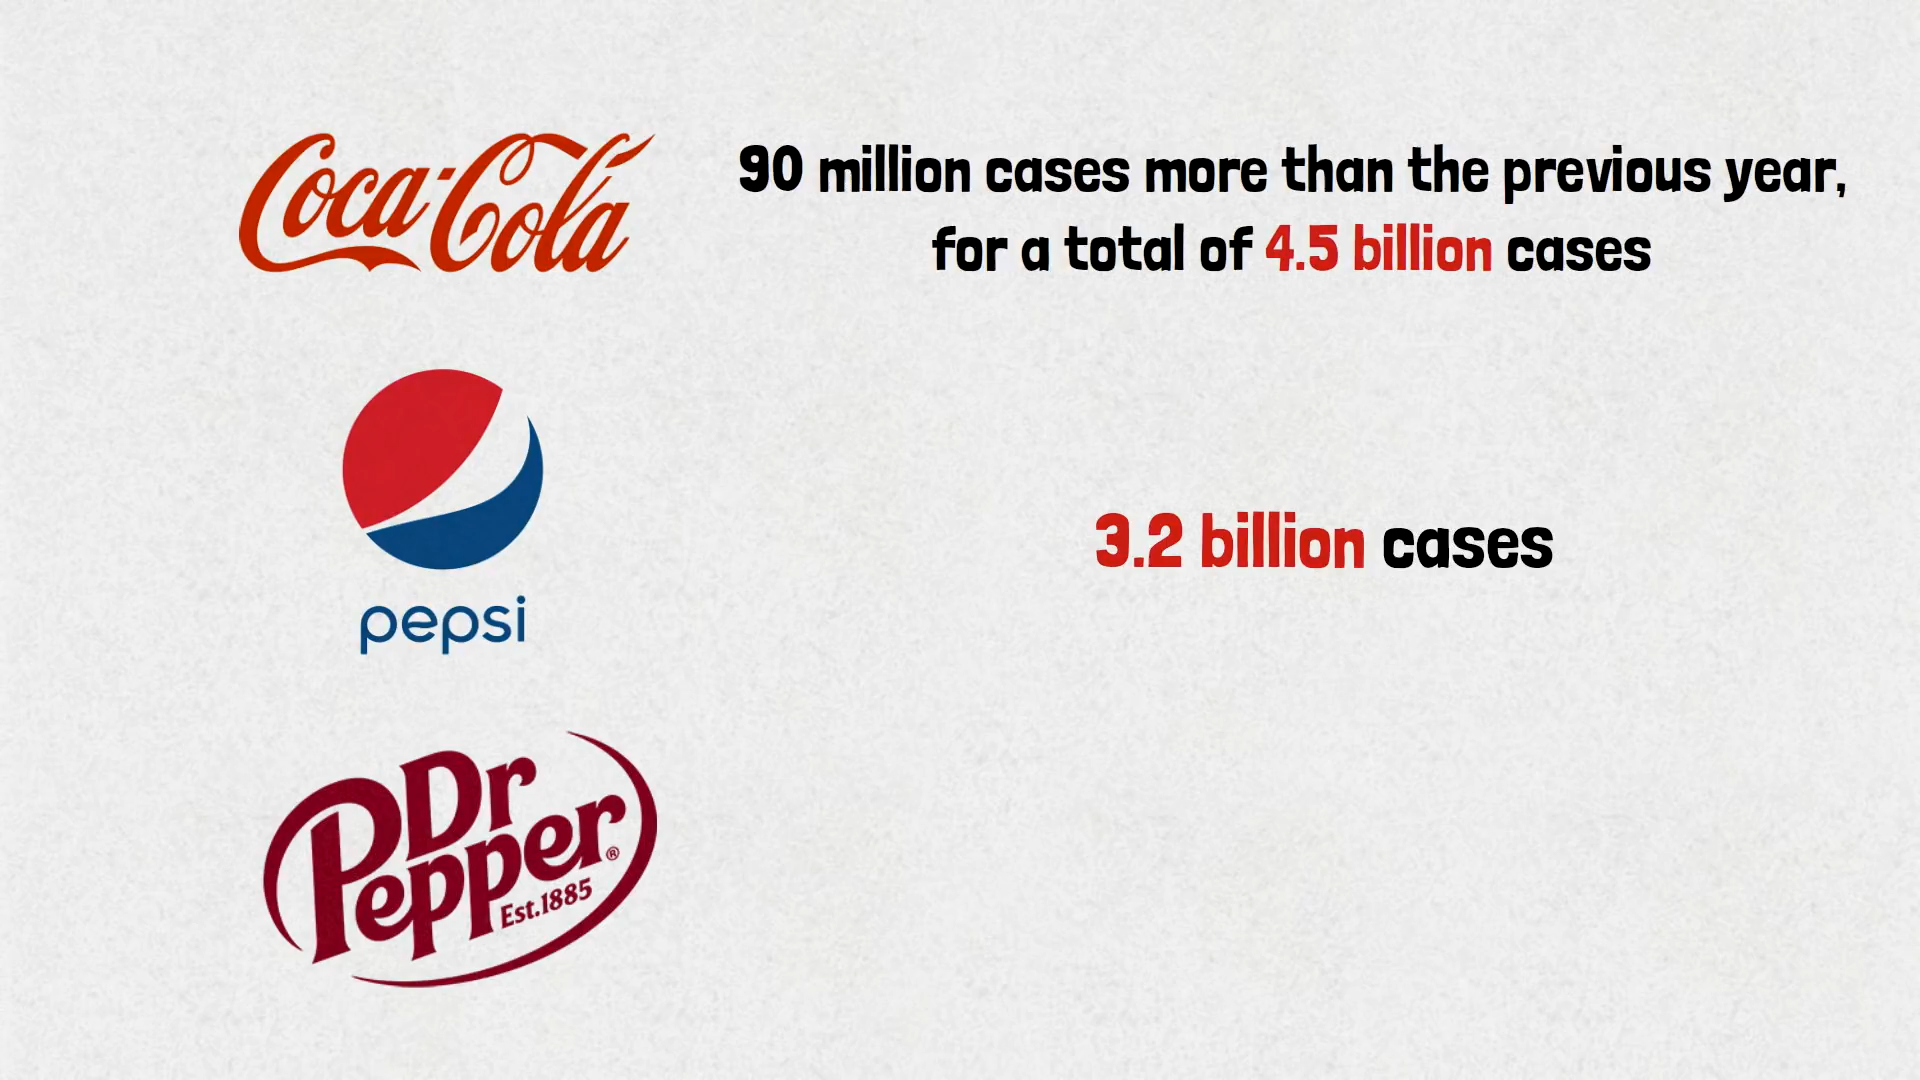 Coca-Cola
90 million cases more than the previous year,
for a total of 4.5 billion cases
pepsi
3.2 billion cases
Dr
Pepper®
Est.1885